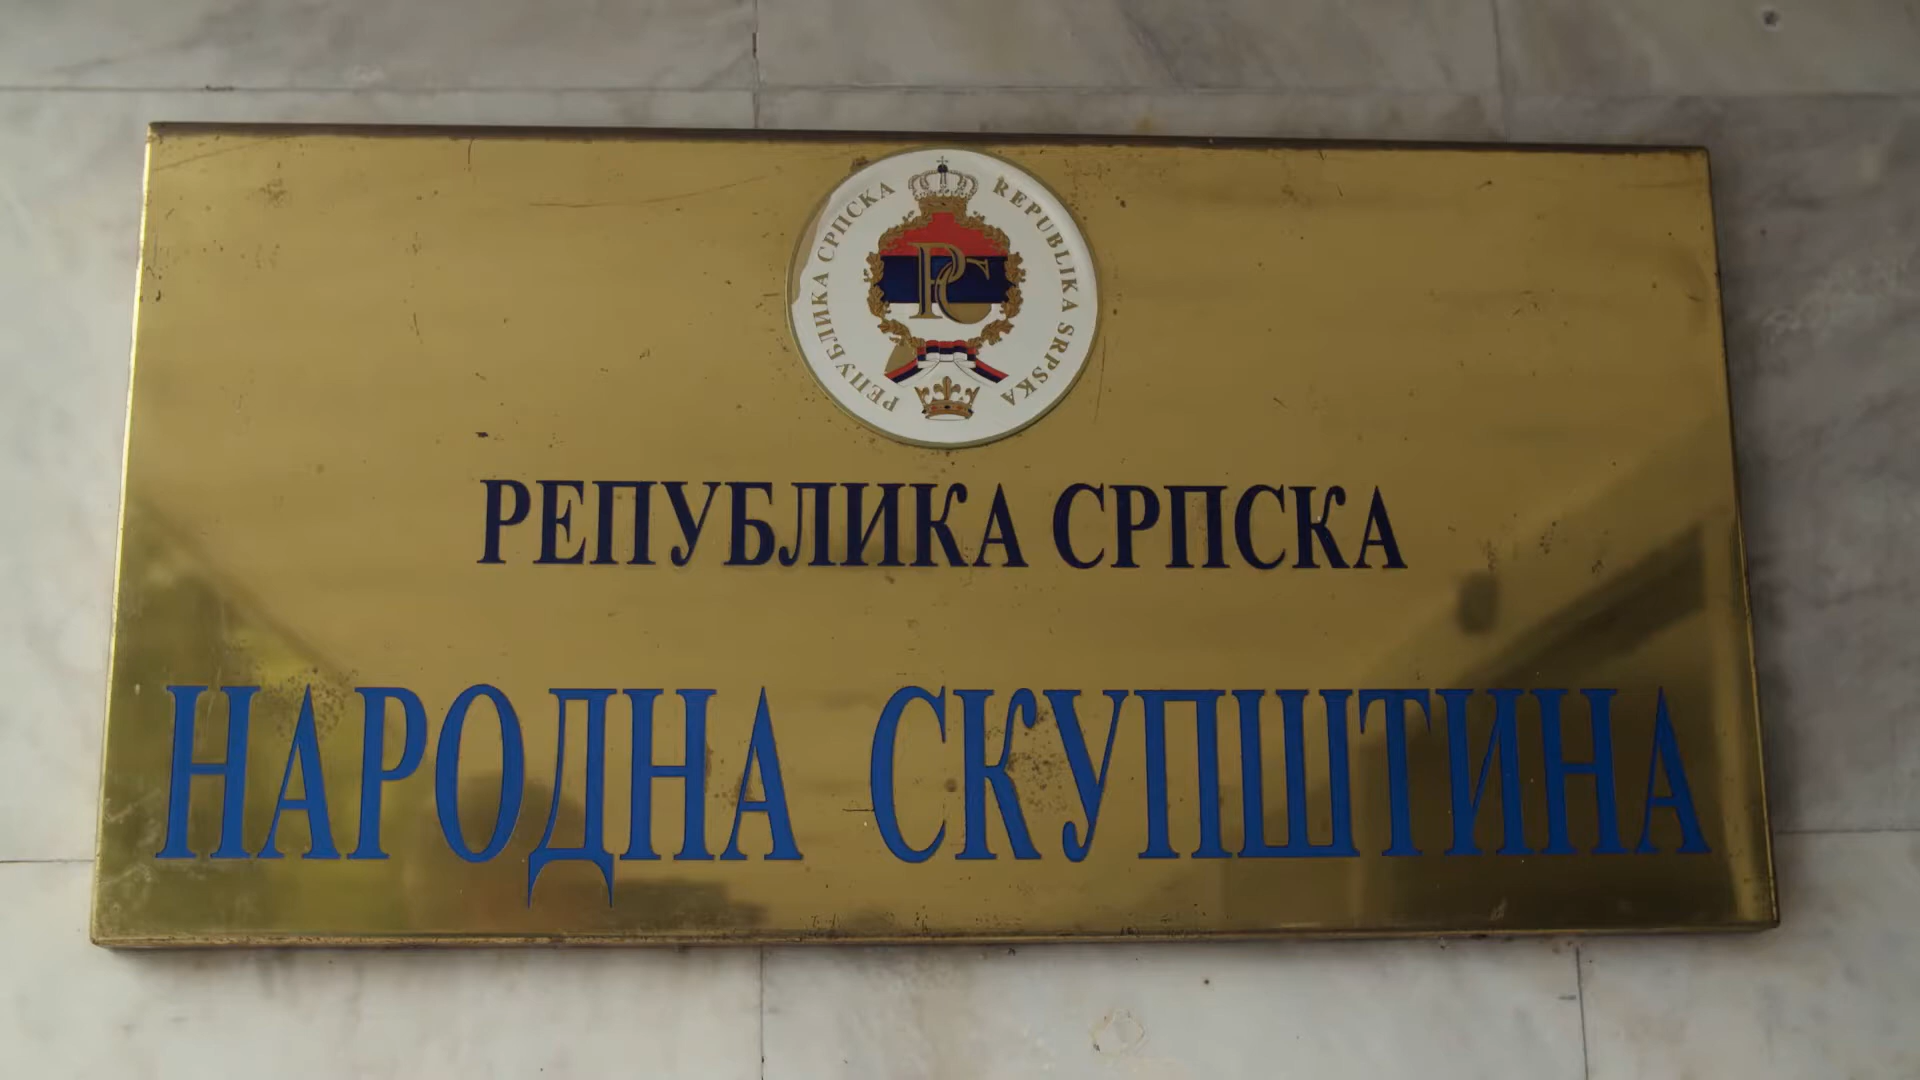 РЕПУБЛИКА СРПСКА REPUBLIKA SRPSKA
РС
РЕПУБЛИКА СРПСКА
НАРОДНА СКУПШТИНА